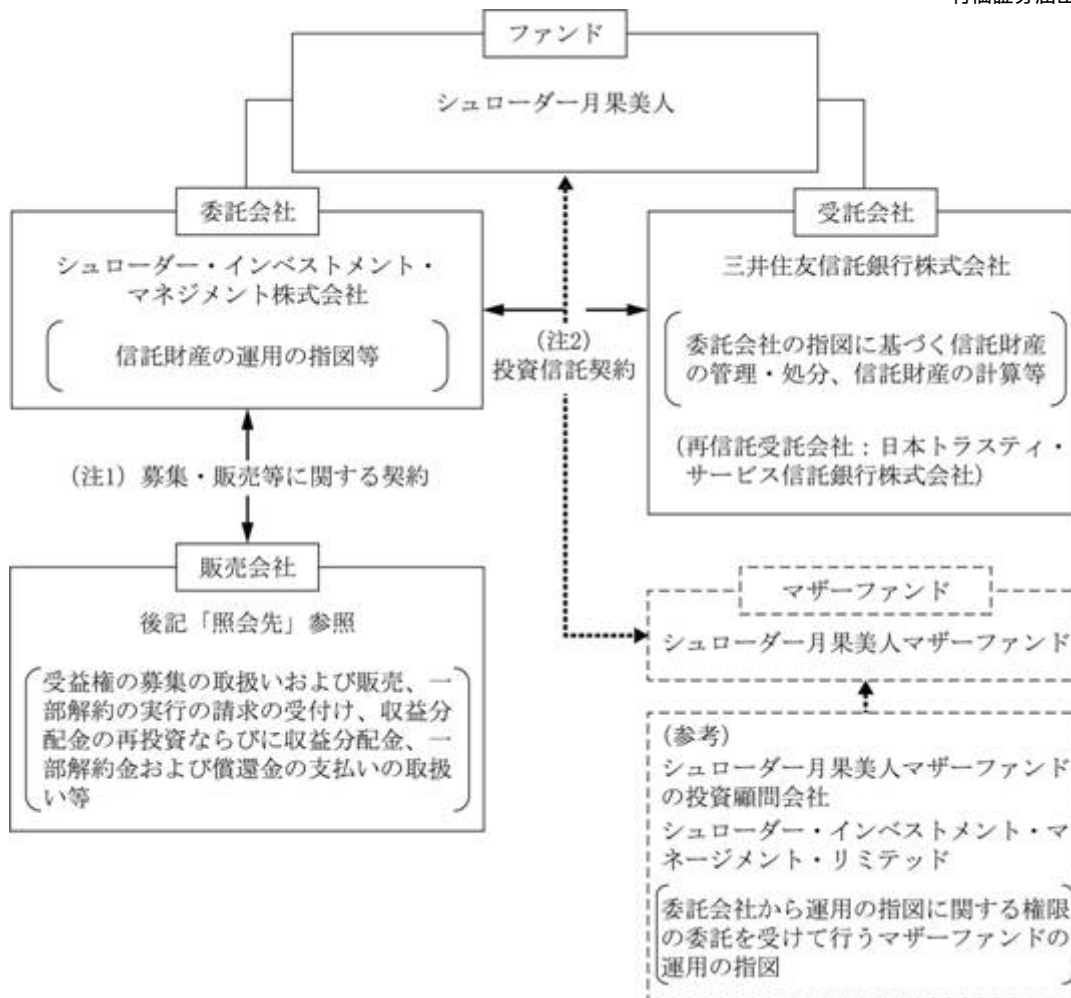 ファンド
シュローダー月果美人
委託会社
シュローダー・インベストメント・
マネジメント株式会社
信託財産の運用の指図等
受託会社
三井住友信託銀行株式会社
委託会社の指図に基づく信託財産
の管理・処分、信託財産の計算等
(再信託受託会社:日本トラスティ・
サービス信託銀行株式会社)
(注2)
投資信託契約
(注1) 募集・販売等に関する契約
販売会社
後記「照会先」参照
受益権の募集の取扱いおよび販売、一
部解約の実行の請求の受付け、収益分
配金の再投資ならびに収益分配金、一
部解約金および償還金の支払いの取扱
い等
マザーファンド
シュローダー月果美人マザーファンド
(参考)
シュローダー月果美人マザーファンド
の投資顧問会社
シュローダー・インベストメント・マ
ネージメント・リミテッド
委託会社から運用の指図に関する権限
の委託を受けて行うマザーファンドの
運用の指図